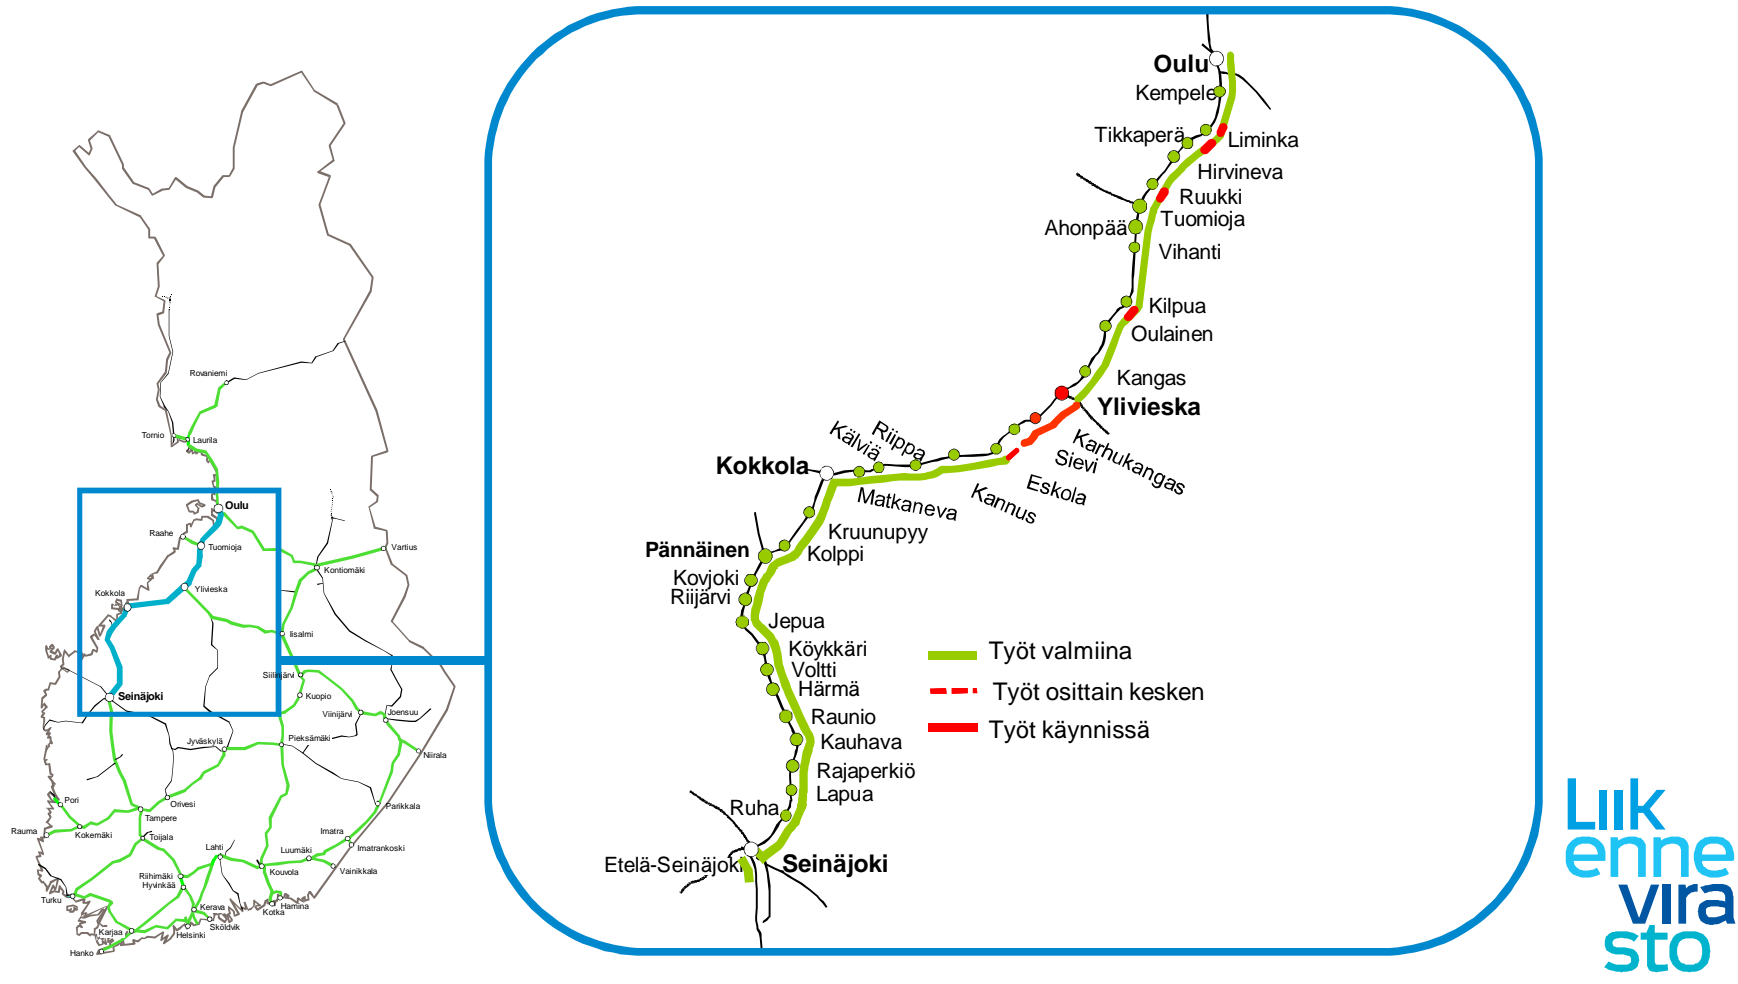 Rovaniemi
Tornio
Laurila
Oulu
Raahe
Tuomioja
Vartius
Kontiomäki
Ylivieska
Kokkola
Iisalmi
Siilinjärvi
Kuopio
Seinäjoki
Viinijärvi
Joensuu
Jyväskylä
Pieksämäki
Niirala
Pori
Orivesi
Parikkala
Tampere
Rauma
Kokemäki
Toijala
Imatra
Imatrankoski
Lahti
Luumäki
Kouvola
Vainikkala
Riihimäki
Hyvinkää
Turku
Kerava
Hamina
Kotka
Sköldvik
Karjaa
Helsinki
Hanko
Oulu
Kempele
Tikkaperä
Liminka
Hirvineva
Ruukki
Tuomioja
Ahonpää
Vihanti
Kilpua
Oulainen
Kangas
Ylivieska
Karhukangas
Sievi
Eskola
Kannus
Riippa
Kälviä
Matkaneva
Kokkola
Kruunupyy
Kolppi
Pännäinen
Kovjoki
Riijärvi
Jepua
Köykkäri
Voltti
Härmä
Raunio
Kauhava
Rajaperkiö
Lapua
Ruha
Etelä-Seinäjoki
Seinäjoki
Työt valmiina
Työt osittain kesken
Työt käynnissä
Liik
enne
vira
sto